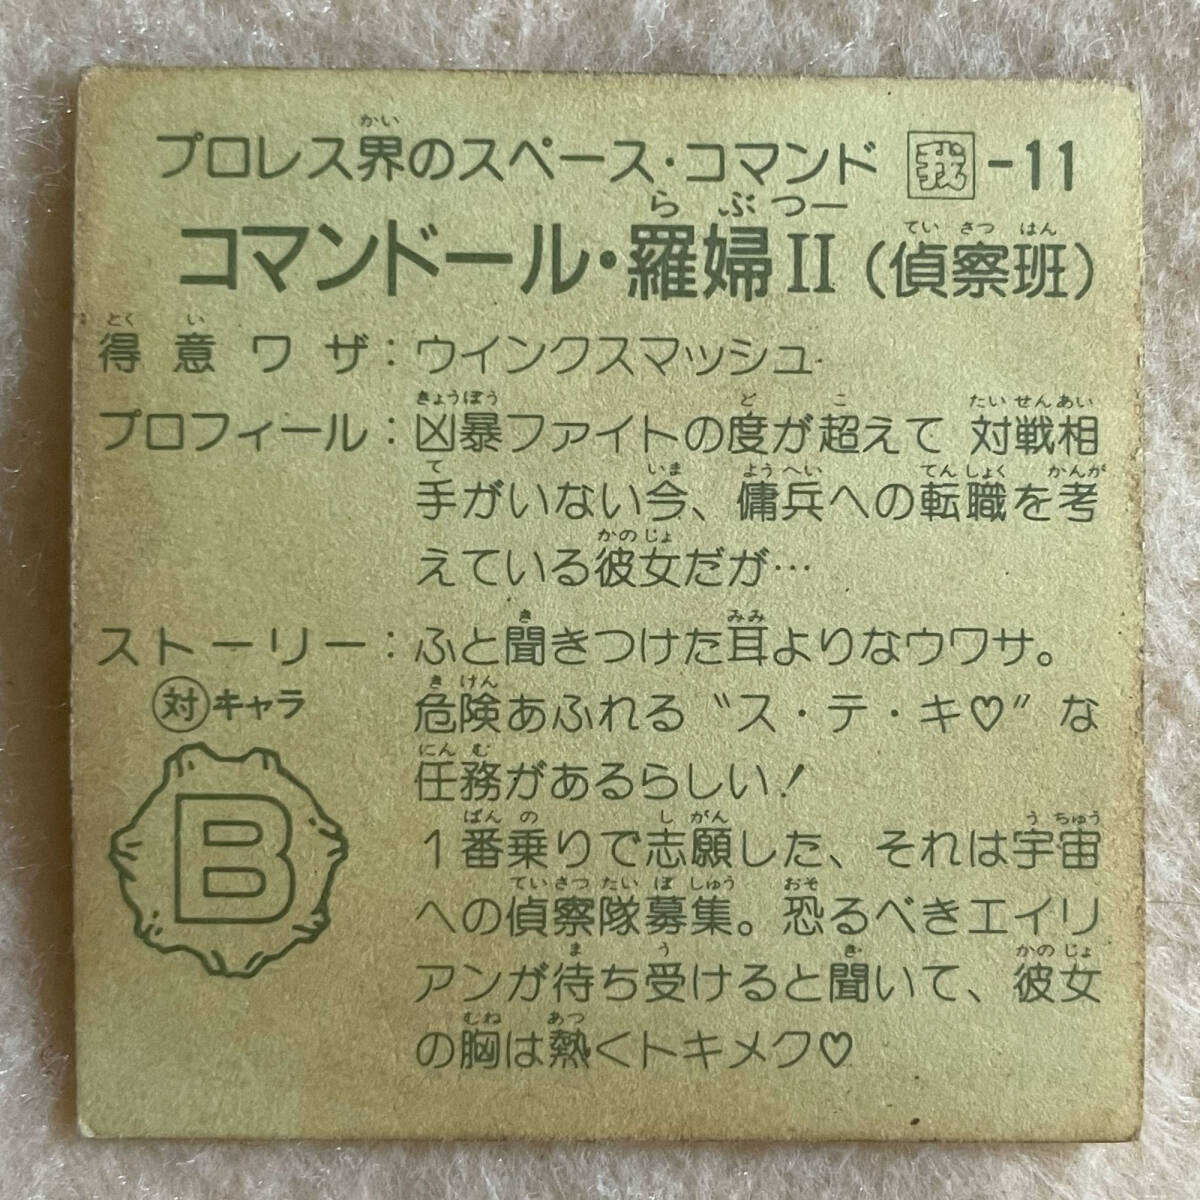 プロレス界のスペース・コマンド 我-11
コマンドール・羅婦II（偵察班）
得意ワザ：ウインクスマッシュ
プロフィール：凶暴ファイトの度が超えて 対戦相
手がいない今、傭兵への転職を考
えている彼女だが…
ストーリー：ふと聞きつけた耳よりなウワサ。
危険あふれる〝ス・テ・キ♡〟な
任務があるらしい！
1番乗りで志願した、それは宇宙
への偵察隊募集。恐るべきエイリ
アンが待ち受けると聞いて、彼女
の胸は熱くトキメク♡
対キャラ
B